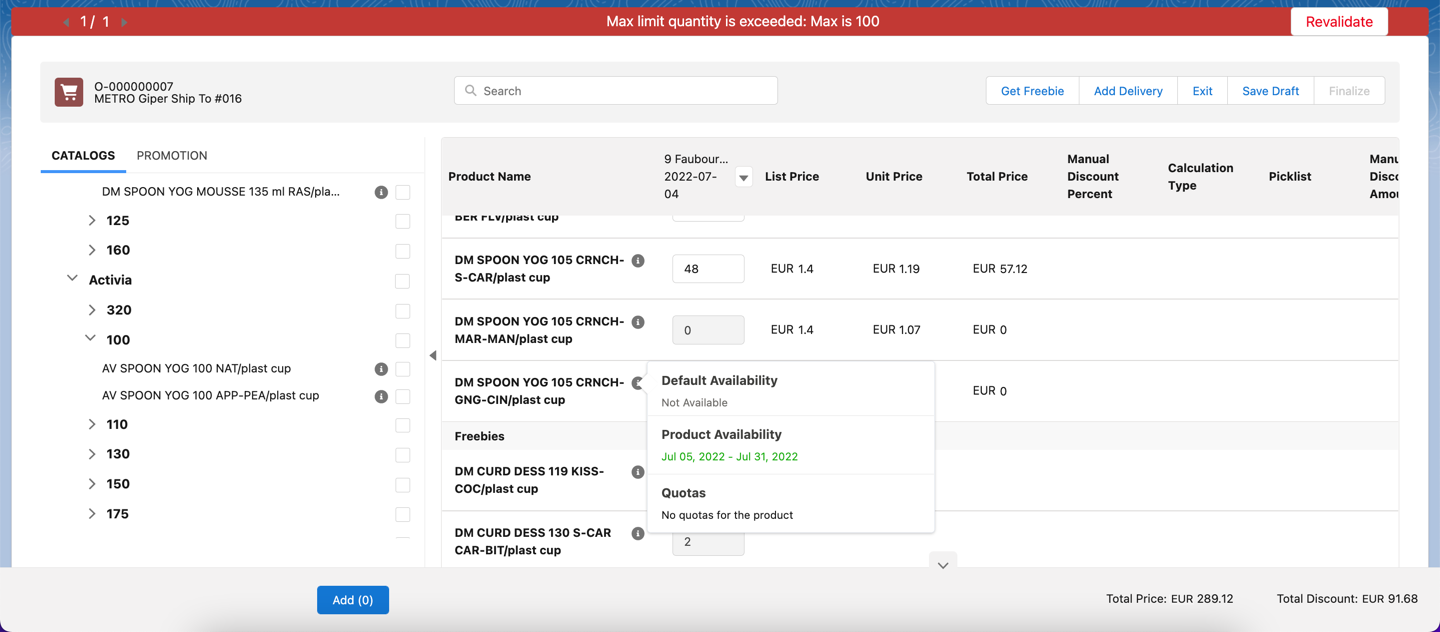 1 / 1
Max limit quantity is exceeded: Max is 100
Revalidate
O-000000007
METRO Giper Ship To #016
Search
Get Freebie
Add Delivery
Exit
Save Draft
Finalize
CATALOGS
PROMOTION
DM SPOON YOG MOUSSE 135 ml RAS/pla...
125
160
Activia
320
100
AV SPOON YOG 100 NAT/plast cup
AV SPOON YOG 100 APP-PEA/plast cup
110
130
150
175
Product Name
9 Faubour...
2022-07-
04
List Price
Unit Price
Total Price
Manual
Discount
Percent
Calculation
Type
Picklist
Manu
Disco
Amou
BER FLV/plast cup
DM SPOON YOG 105 CRNCH-
S-CAR/plast cup
48
EUR 1.4
EUR 1.19
EUR 57.12
DM SPOON YOG 105 CRNCH-
MAR-MAN/plast cup
0
EUR 1.4
EUR 1.07
EUR 0
DM SPOON YOG 105 CRNCH-
GNG-CIN/plast cup
EUR 0
Default Availability
Not Available
Product Availability
Jul 05, 2022 - Jul 31, 2022
Quotas
No quotas for the product
Freebies
DM CURD DESS 119 KISS-
COC/plast cup
DM CURD DESS 130 S-CAR
CAR-BIT/plast cup
2
Add (0)
Total Price: EUR 289.12
Total Discount: EUR 91.68